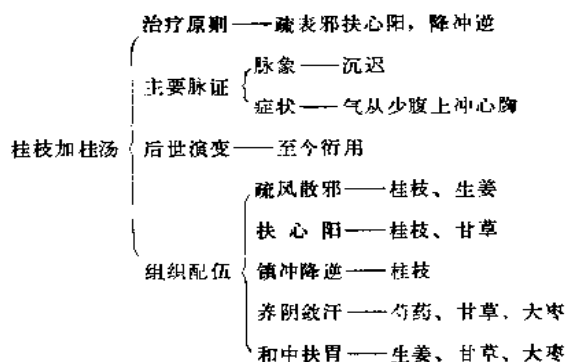 治疗原则——疏表邪扶心阳，降冲逆
主要脉证
脉象——沉迟
症状——气从少腹上冲心胸
桂枝加桂汤
后世演变——至今衍用
组织配伍
疏风散邪——桂枝、生姜
扶心阳——桂枝、甘草
镇冲降逆——桂枝
养阴敛汗——芍药、甘草、大枣
和中扶胃——生姜、甘草、大枣